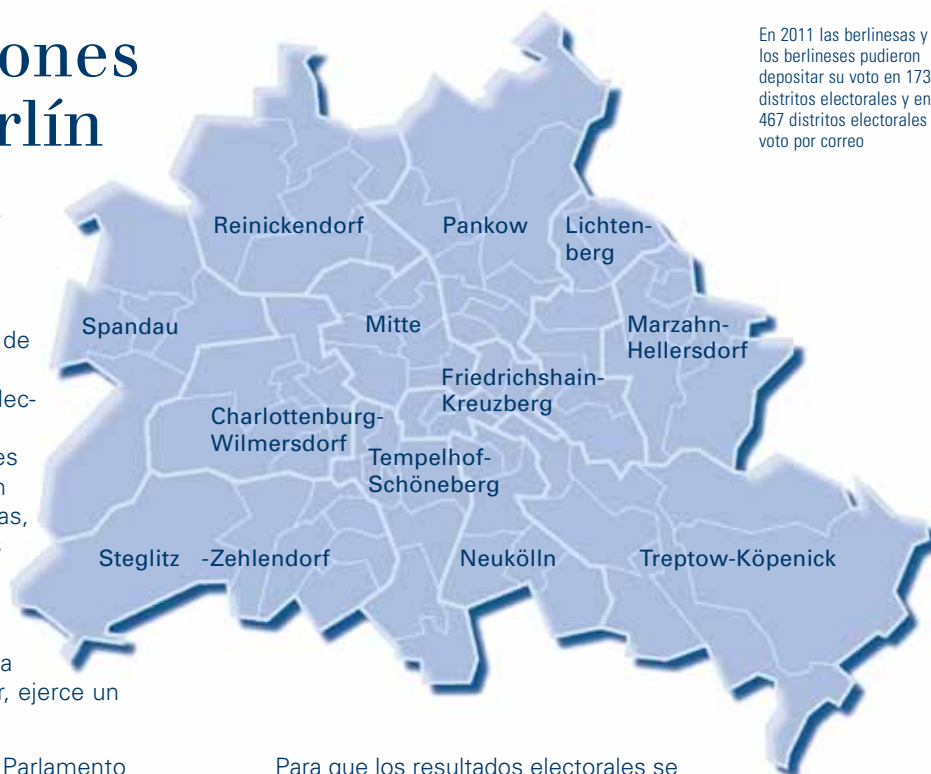 ones
rlín
de
lec-
es
n
as,
a
r, ejerce un
Parlamento
Para que los resultados electorales se
En 2011 las berlinesas y
los berlineses pudieron
depositar su voto en 173
distritos electorales y en
467 distritos electorales
voto por correo
Reinickendorf
Pankow
Lichten-
berg
Spandau
Mitte
Marzahn-
Hellersdorf
Friedrichshain-
Kreuzberg
Charlottenburg-
Wilmersdorf
Tempelhof-
Schöneberg
Steglitz -Zehlendorf
Neukölln
Treptow-Köpenick